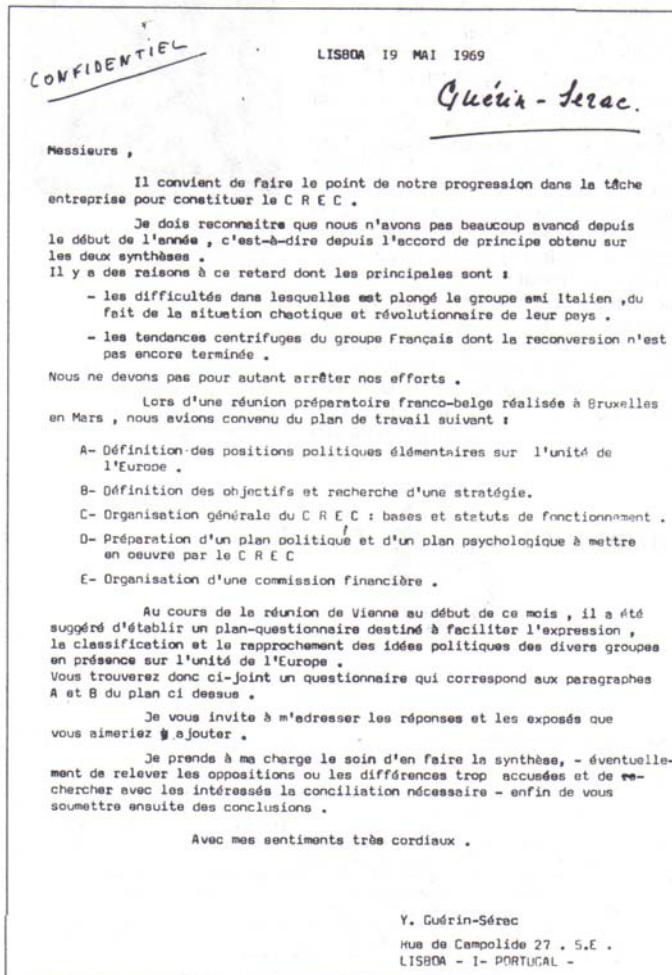 CONFIDENTIEL
LISBOA I9 MAI I969
Guérin-Serac.
Messieurs ,
Il convient de faire le point de notre progression dans la tâche
entreprise pour constituer le C R E C .
Je dois reconnaitre que nous n'avons pas beaucoup avancé depuis
le début de l'année , c'est-à-dire depuis l'accord de principe obtenu sur
les deux synthèses .
Il y a des raisons à ce retard dont les principales sont :
- les difficultés dans lesquelles est plongé le groupe ami Italien ,du
fait de la situation chaotique et révolutionnaire de leur pays .
- les tendances centrifuges du groupe Français dont la reconversion n'est
pas encore terminée .
Nous ne devons pas pour autant arrêter nos efforts .
Lors d'une réunion préparatoire franco-belge réalisée à Bruxelles
en Mars , nous avions convenu du plan de travail suivant :
A- Définition des positions politiques élémentaires sur l'unité de
l'Europe .
B- Définition des objectifs et recherche d'une stratégie.
C- Organisation générale du C R E C : bases et statuts de fonctionnement .
D- Préparation d'un plan politique et d'un plan psychologique à mettre
en oeuvre par le C R E C
E- Organisation d'une commission financière .
Au cours de la réunion de Vienne au début de ce mois , il a été
suggéré d'établir un plan-questionnaire destiné à faciliter l'expression ,
la classification et le rapprochement des idées politiques des divers groupes
en présence sur l'unité de l'Europe .
Vous trouverez donc ci-joint un questionnaire qui correspond aux paragraphes
A et B du plan ci dessus .
Je vous invite à m'adresser les réponses et les exposés que
vous aimeriez y ajouter .
Je prends à ma charge le soin d'en faire la synthèse, - éventuelle-
ment de relever les oppositions ou les différences trop accusées et de re-
chercher avec les intéressés la conciliation nécessaire - enfin de vous
soumettre ensuite des conclusions .
Avec mes sentiments très cordiaux .
Y. Guérin-Sérac
Rua de Campolide 27 . 5.E .
LISBOA - I- PORTUGAL -